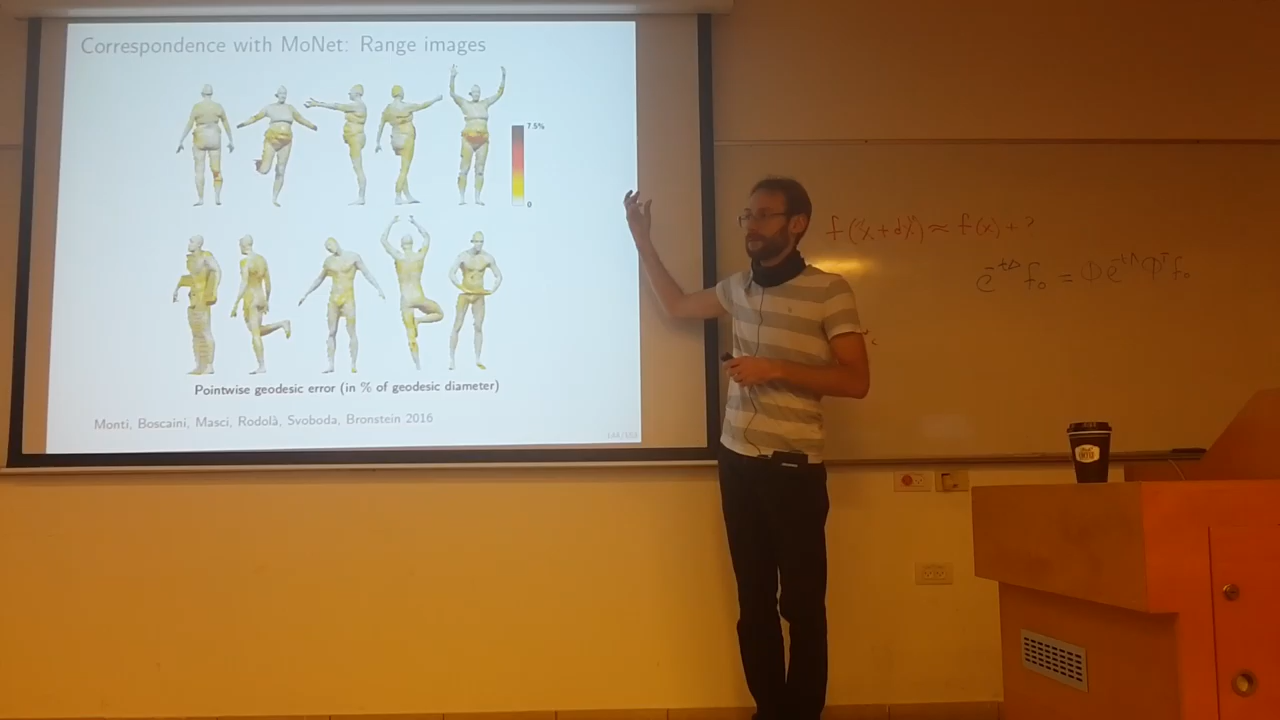 Correspondence with MoNet: Range images
7.5%
0
Pointwise geodesic error (in % of geodesic diameter)
Monti, Boscaini, Masci, Rodolà, Svoboda, Bronstein 2016
f(x+dx) ≈ f(x) + ?
e^{-tΔ} f₀ = Φ e^{-tΛ} Φᵀ f₀